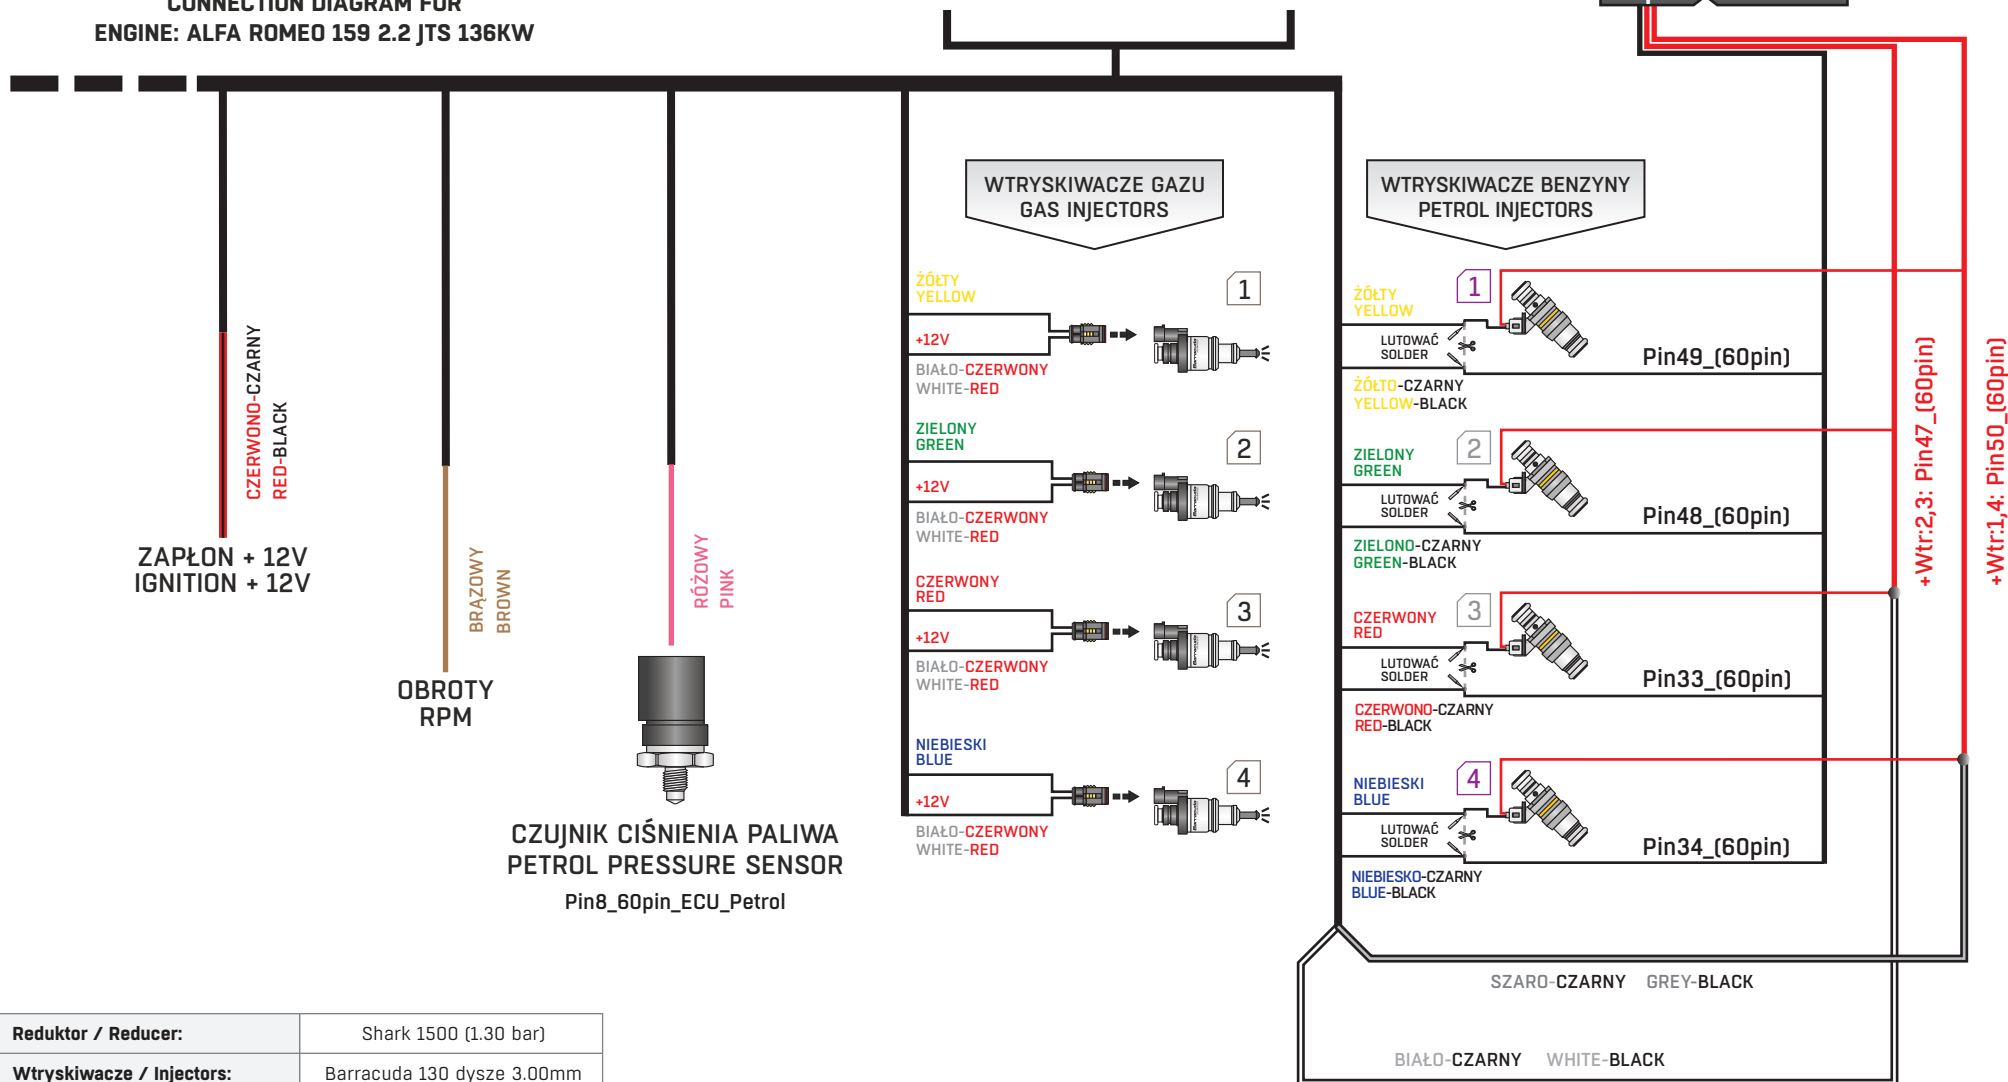 CONNECTION DIAGRAM FOR
ENGINE: ALFA ROMEO 159 2.2 JTS 136KW
CZERWONO-CZARNY
RED-BLACK
ZAPŁON + 12V
IGNITION + 12V
BRĄZOWY
BROWN
OBROTY
RPM
RÓŻOWY
PINK
CZUJNIK CIŚNIENIA PALIWA
PETROL PRESSURE SENSOR
Pin8_60pin_ECU_Petrol
WTRYSKIWACZE GAZU
GAS INJECTORS
ŻÓŁTY
YELLOW
1
+12V
BIAŁO-CZERWONY
WHITE-RED
ZIELONY
GREEN
2
+12V
BIAŁO-CZERWONY
WHITE-RED
CZERWONY
RED
3
+12V
BIAŁO-CZERWONY
WHITE-RED
NIEBIESKI
BLUE
4
+12V
BIAŁO-CZERWONY
WHITE-RED
WTRYSKIWACZE BENZYNY
PETROL INJECTORS
ŻÓŁTY
YELLOW
1
LUTOWAĆ
SOLDER
Pin49_(60pin)
ŻÓŁTO-CZARNY
YELLOW-BLACK
ZIELONY
GREEN
2
LUTOWAĆ
SOLDER
Pin48_(60pin)
ZIELONO-CZARNY
GREEN-BLACK
CZERWONY
RED
3
LUTOWAĆ
SOLDER
Pin33_(60pin)
CZERWONO-CZARNY
RED-BLACK
NIEBIESKI
BLUE
4
LUTOWAĆ
SOLDER
Pin34_(60pin)
NIEBIESKO-CZARNY
BLUE-BLACK
+Wtr:2,3: Pin47_(60pin)
+Wtr:1,4: Pin50_(60pin)
SZARO-CZARNY GREY-BLACK
BIAŁO-CZARNY WHITE-BLACK
Reduktor / Reducer: Shark 1500 (1.30 bar)
Wtryskiwacze / Injectors: Barracuda 130 dysze 3.00mm